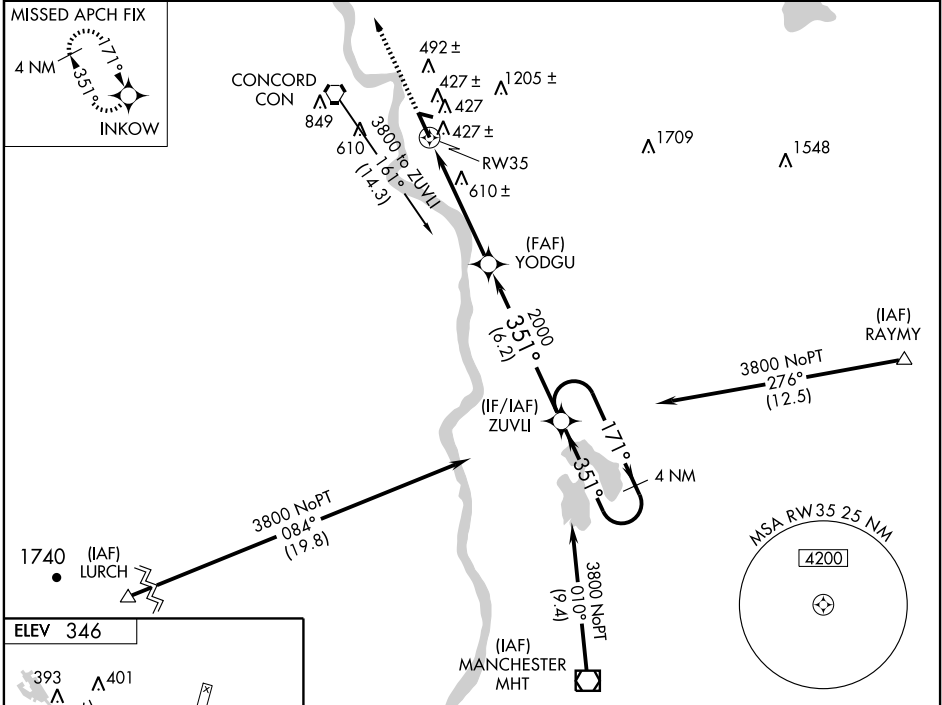 MISSED APCH FIX
4 NM
171°
351°
INKOW
CONCORD
CON
849
610
3800 to ZUVLI
161°
(14.3)
492 ±
427 ±
427
427 ±
1205 ±
RW35
610 ±
1709
1548
(FAF)
YODGU
2000
351°
(6.2)
(IAF)
RAYMY
3800 NoPT
276°
(12.5)
(IF/IAF)
ZUVLI
171°
351°
4 NM
3800 NoPT
084°
(19.8)
1740
(IAF)
LURCH
3800 NoPT
010°
(9.4)
(IAF)
MANCHESTER
MHT
MSA RW35 25 NM
4200
ELEV 346
393
401